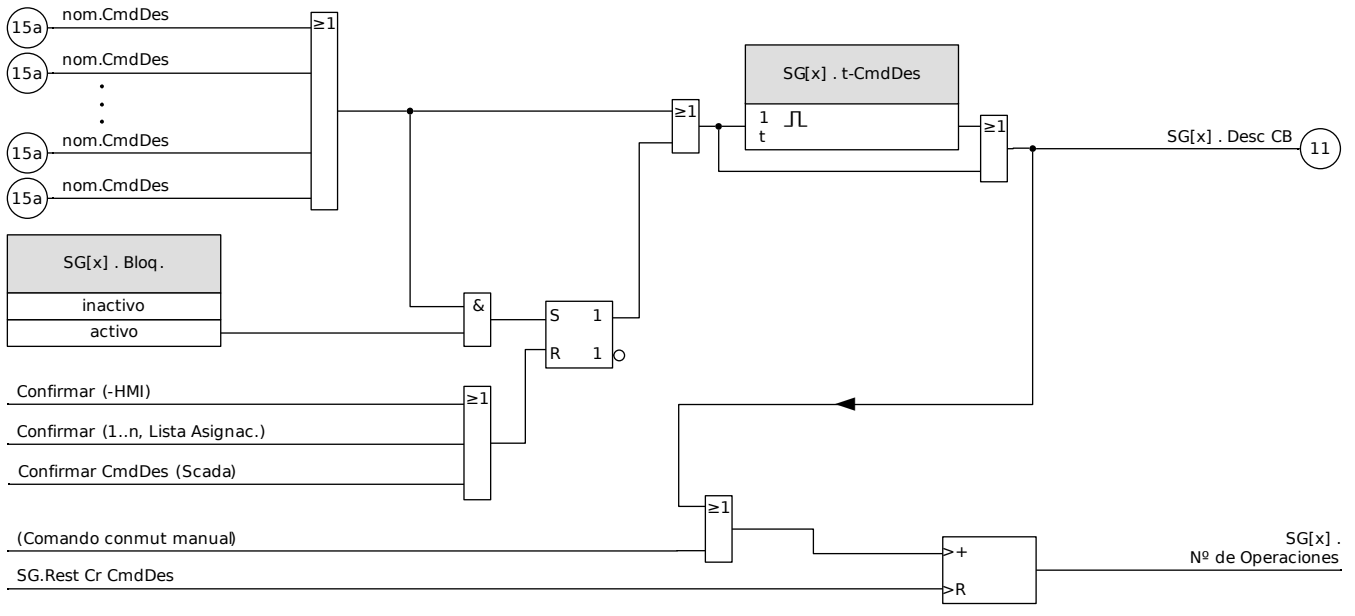 15a nom.CmdDes
15a nom.CmdDes
15a nom.CmdDes
15a nom.CmdDes
≥1
≥1
SG[x] . t-CmdDes
1
t
≥1
SG[x] . Desc CB
11
SG[x] . Bloq.
inactivo
activo
&
S 1
R 1
Confirmar (-HMI)
Confirmar (1..n, Lista Asignac.)
Confirmar CmdDes (Scada)
≥1
(Comando conmut manual)
SG.Rest Cr CmdDes
≥1
>+
>R
SG[x] .
Nº de Operaciones